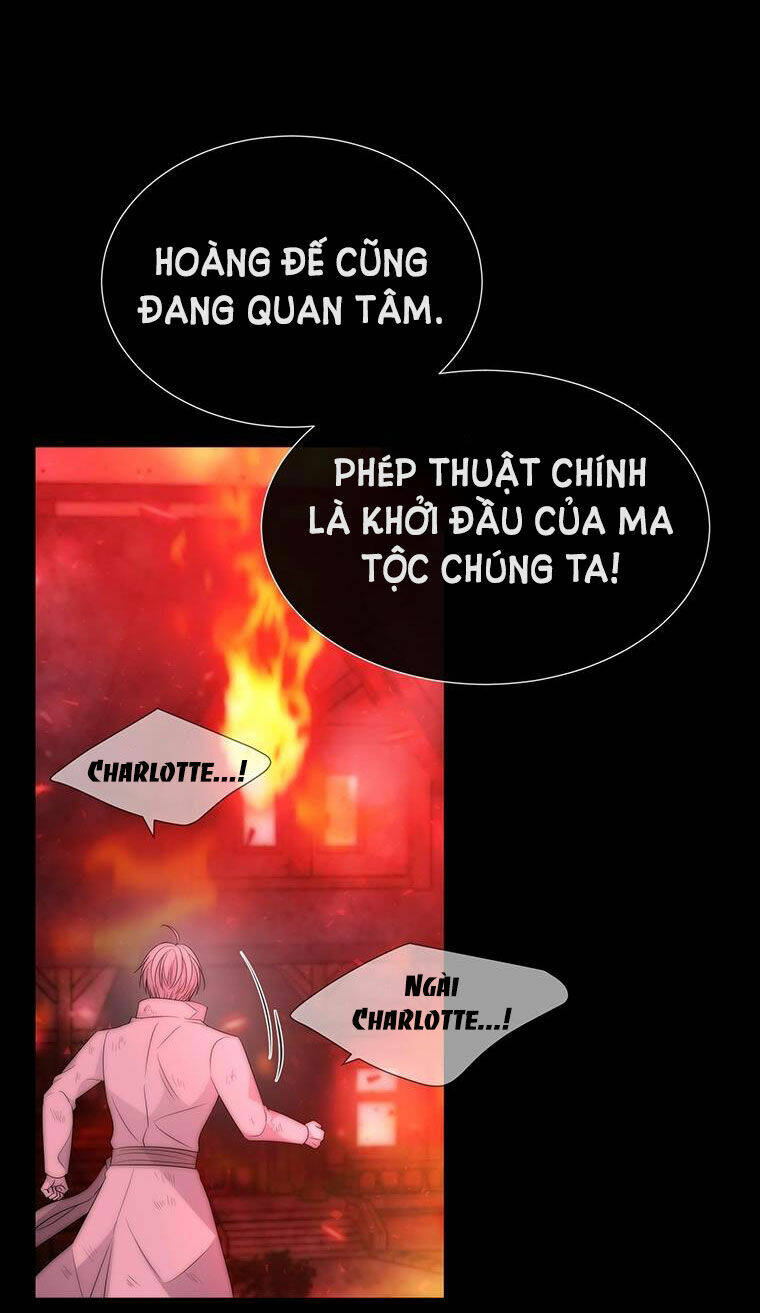 HOÀNG ĐẾ CŨNG
ĐANG QUAN TÂM.
PHÉP THUẬT CHÍNH
LÀ KHỞI ĐẦU CỦA MA
TỘC CHÚNG TA!
CHARLOTTE...!
NGÀI
CHARLOTTE...!